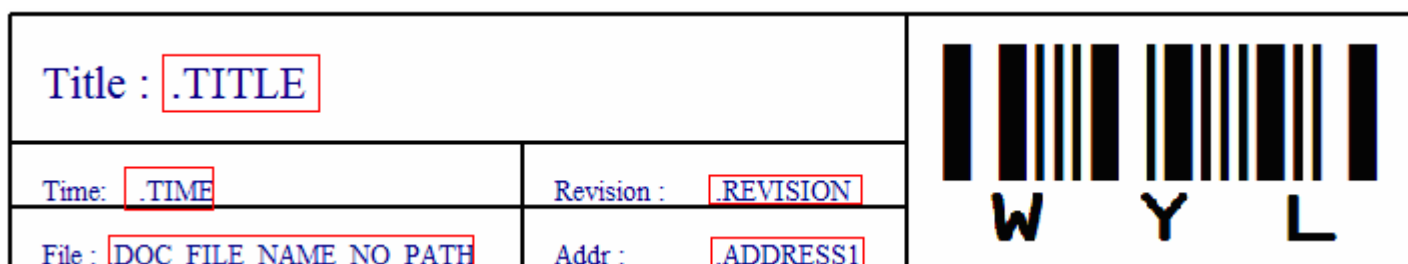 Title : .TITLE
Time: .TIME
Revision : .REVISION
File : .DOC_FILE_NAME_NO_PATH
Addr : .ADDRESS1
W Y L